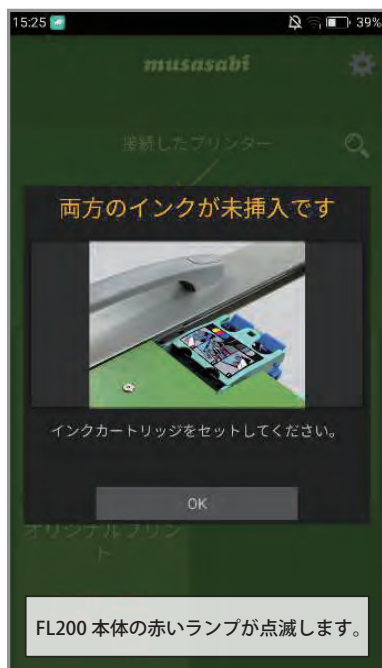 15:25 39%
musasabi
接続したプリンター
両方のインクが未挿入です
インクカートリッジをセットしてください。
OK
オリジナルプリン
ト
FL200 本体の赤いランプが点滅します。